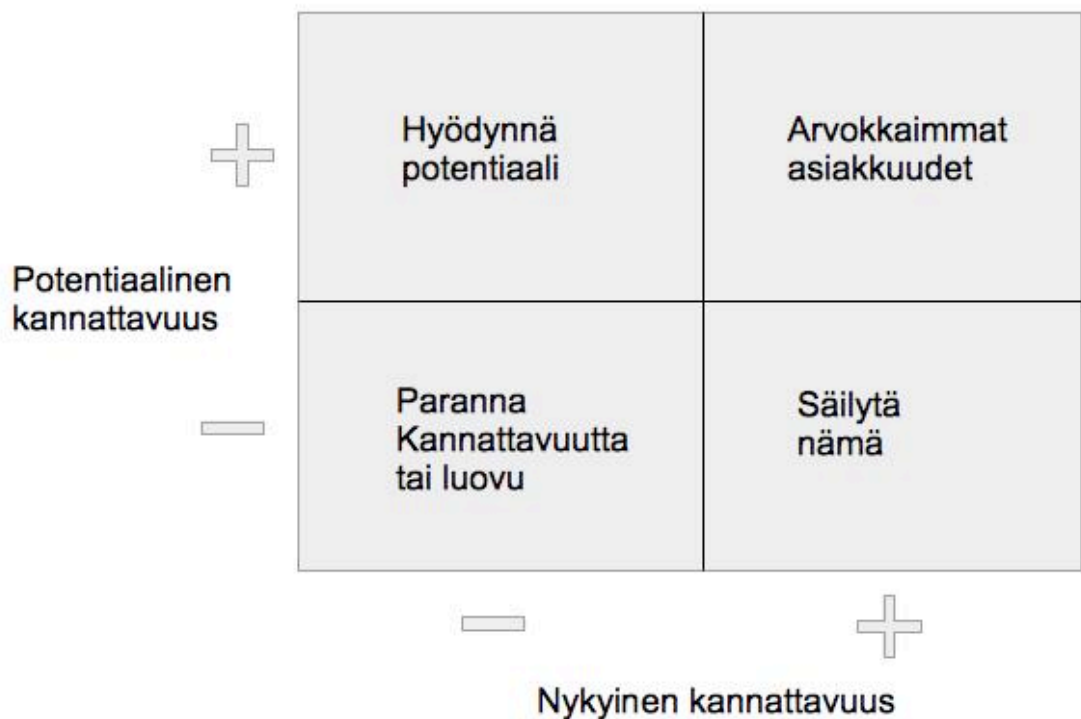 Hyödynnä
potentiaali
Arvokkaimmat
asiakkuudet
Potentiaalinen
kannattavuus
Paranna
Kannattavuutta
tai luovu
Säilytä
nämä
Nykyinen kannattavuus